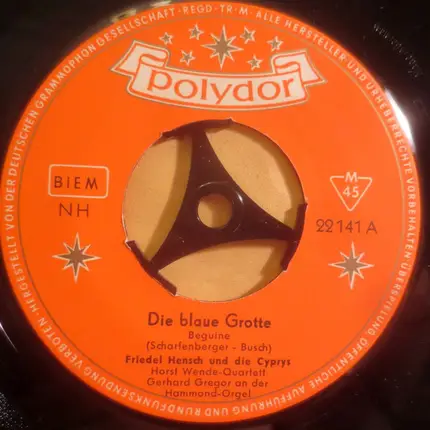 HERGESTELLT VON DER DEUTSCHEN GRAMMOPHON GESELLSCHAFT · REGD·TR·M· ALLE HERSTELLER UND URHEBERRECHTE VORBEHALTEN ÜBERSPIELUNG ÖFFENTLICHE AUFFÜHRUNG UND RUNDFUNKSENDUNG VERBOTEN
Polydor
BIEM
NH
M
45
22141 A
Die blaue Grotte
Beguine
(Scharfenberger - Busch)
Friedel Hensch und die Cyprys
Horst Wende-Quartett
Gerhard Gregor an der
Hammond-Orgel